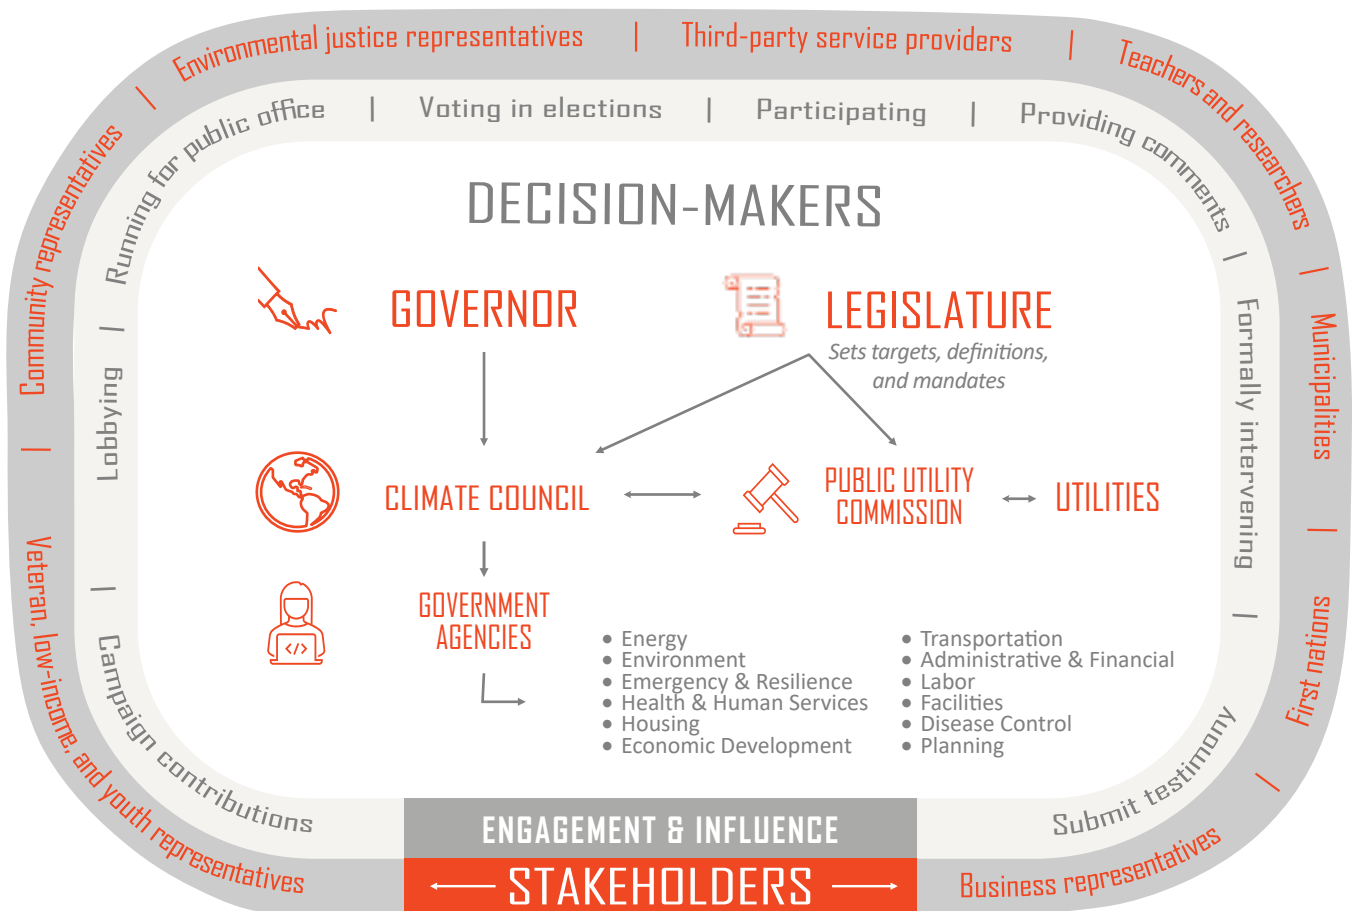 Environmental justice representatives | Third-party service providers | Teachers and researchers | Municipalities | First nations | Business representatives
Community representatives | Veteran, low-income, and youth representatives
Running for public office | Voting in elections | Participating | Providing comments | Formally intervening | Submit testimony
Lobbying | Campaign contributions
DECISION-MAKERS
GOVERNOR
LEGISLATURE
Sets targets, definitions,
and mandates
CLIMATE COUNCIL
PUBLIC UTILITY
COMMISSION
UTILITIES
GOVERNMENT
AGENCIES
</>
• Energy
• Environment
• Emergency & Resilience
• Health & Human Services
• Housing
• Economic Development
• Transportation
• Administrative & Financial
• Labor
• Facilities
• Disease Control
• Planning
ENGAGEMENT & INFLUENCE
STAKEHOLDERS